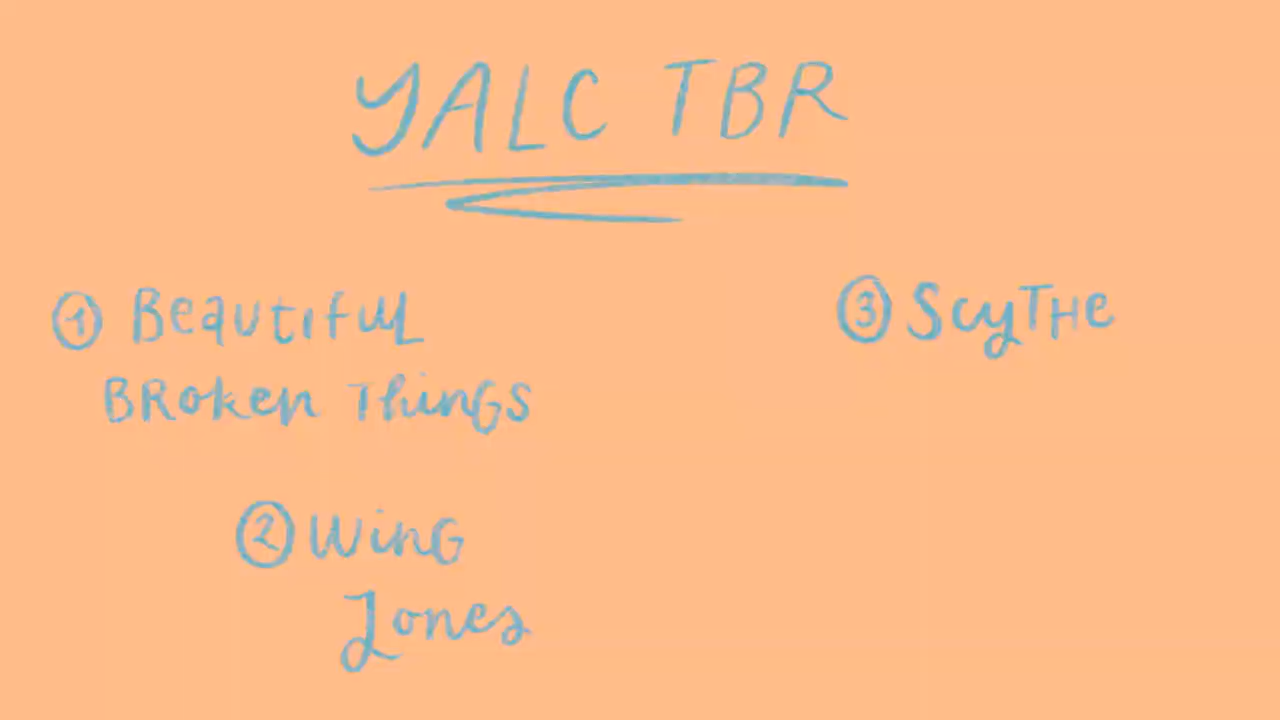 YALC TBR
1 Beautiful
Broken Things
2 Wing
Jones
3 Scythe